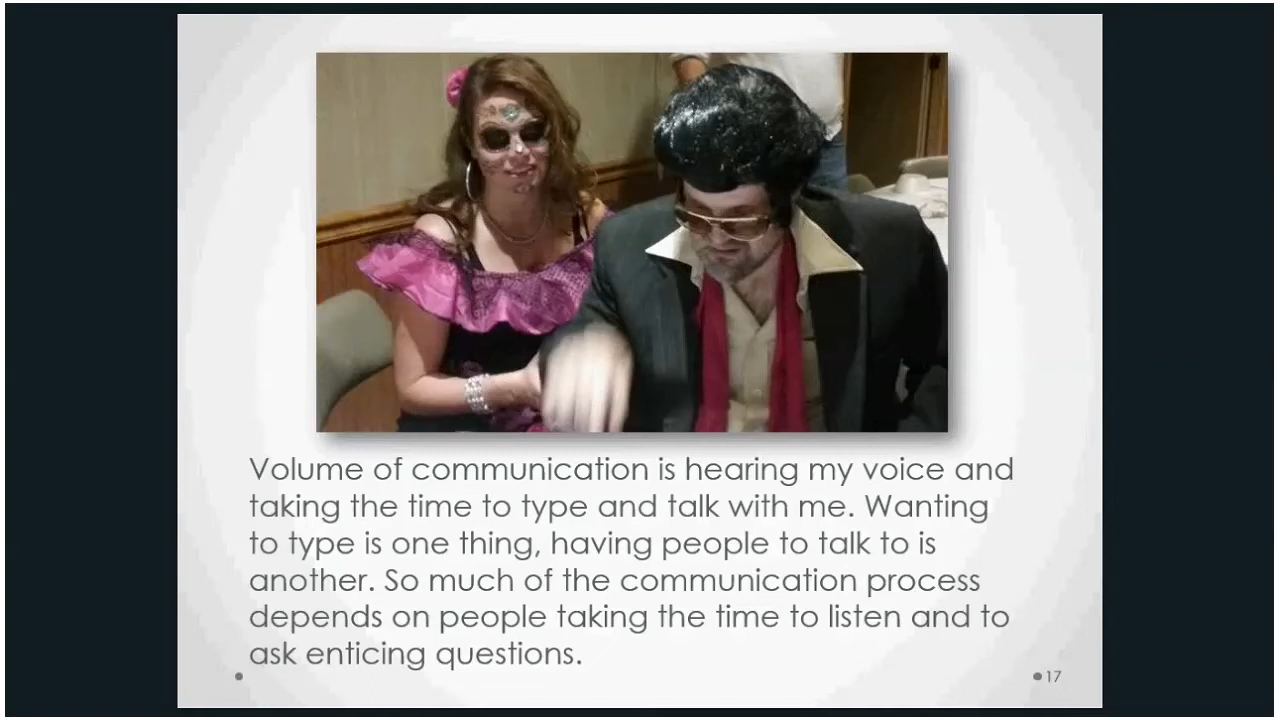 Volume of communication is hearing my voice and
taking the time to type and talk with me. Wanting
to type is one thing, having people to talk to is
another. So much of the communication process
depends on people taking the time to listen and to
ask enticing questions.
17